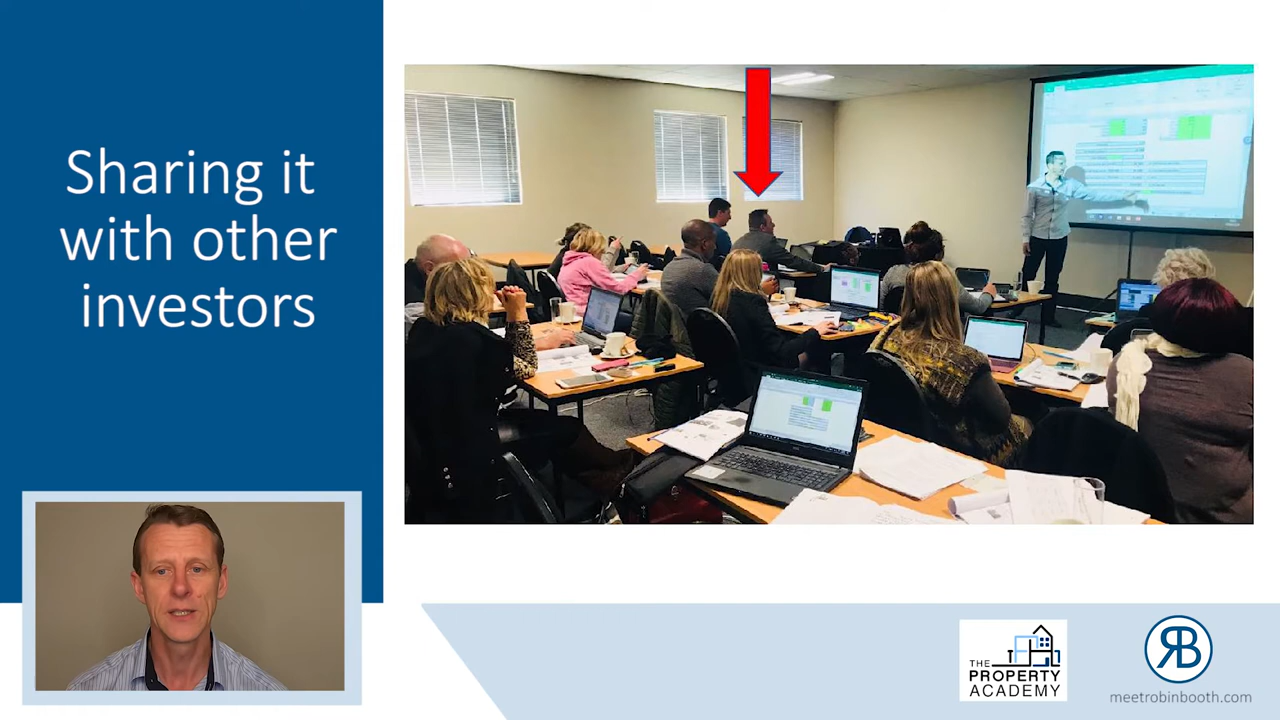 Sharing it
with other
investors
THE
PROPERTY
ACADEMY
RB
meetrobinbooth.com